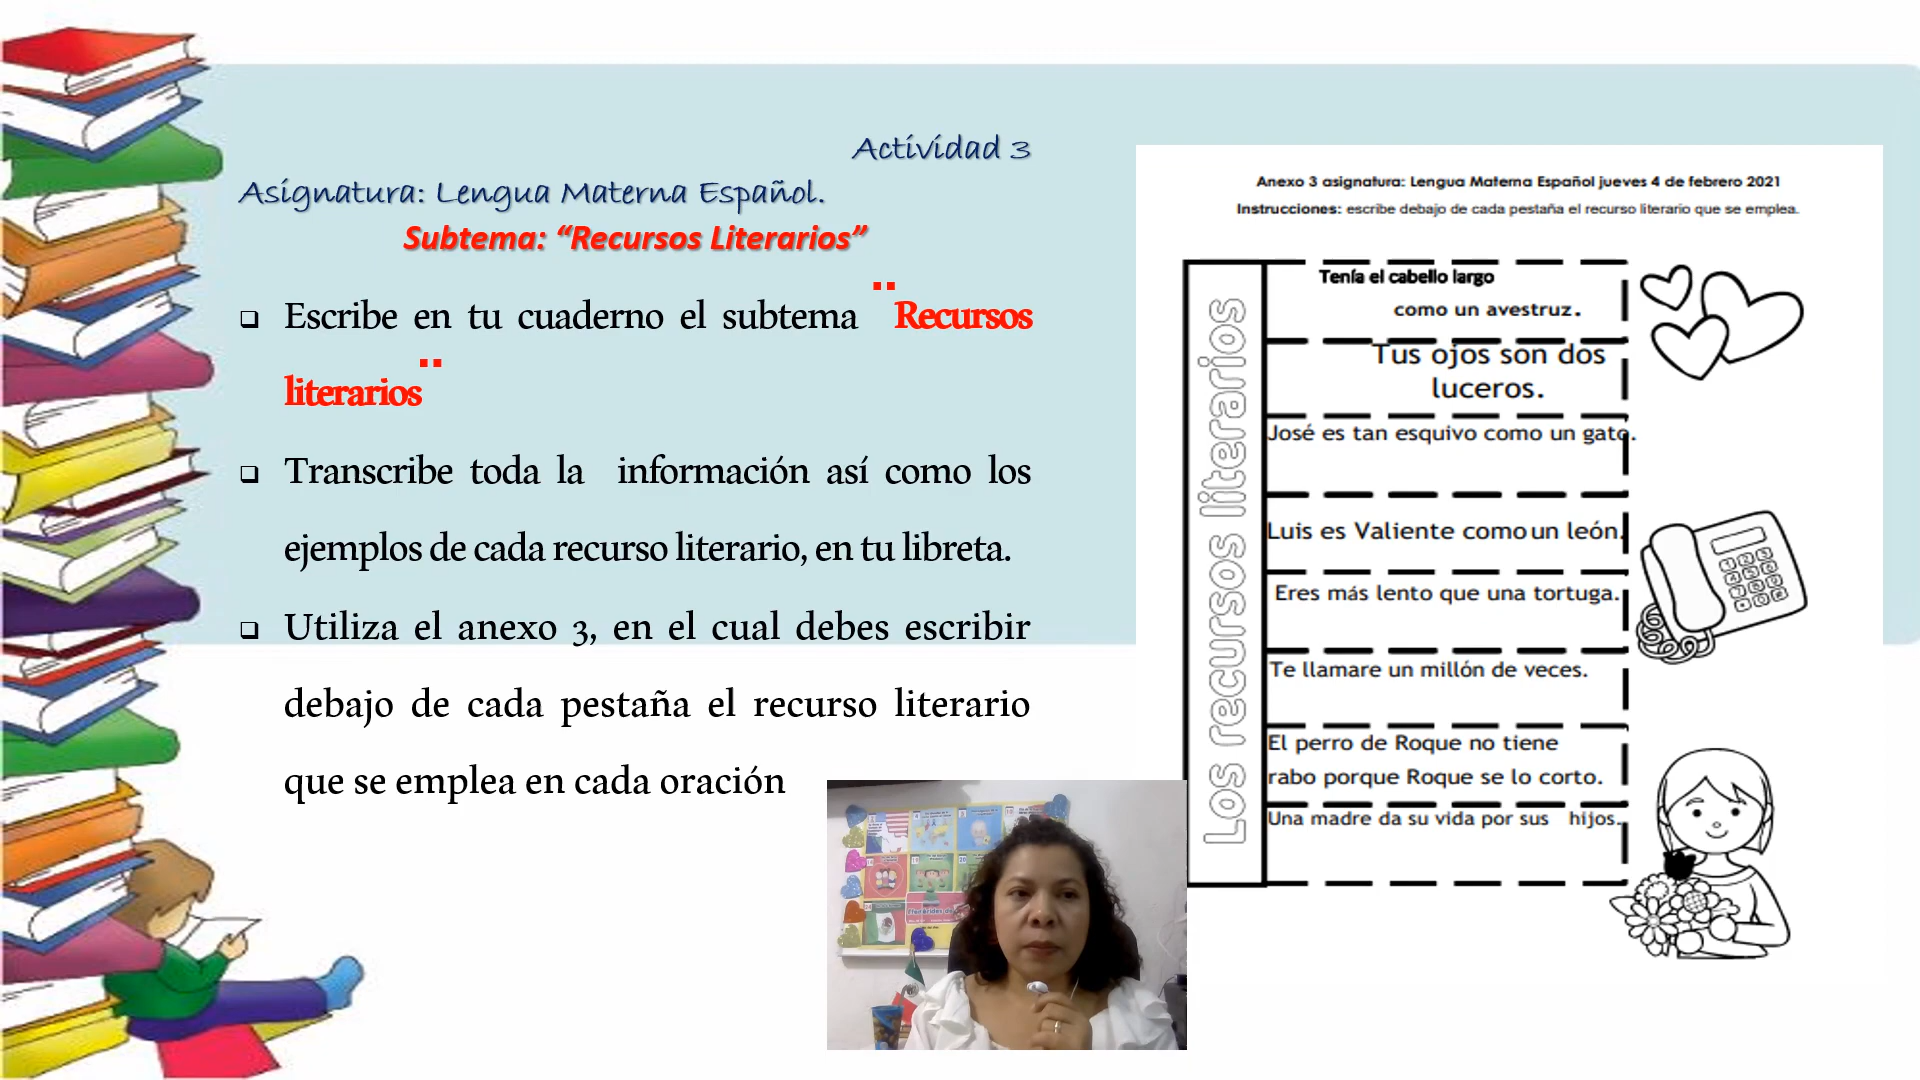 Actividad 3
Asignatura: Lengua Materna Español.
Subtema: “Recursos Literarios”
Escribe en tu cuaderno el subtema ¨Recursos
literarios¨
Transcribe toda la información así como los
ejemplos de cada recurso literario, en tu libreta.
Utiliza el anexo 3, en el cual debes escribir
debajo de cada pestaña el recurso literario
que se emplea en cada oración
Anexo 3 asignatura: Lengua Materna Español jueves 4 de febrero 2021
Instrucciones: escribe debajo de cada pestaña el recurso literario que se emplea.
Los recursos literarios
Tenía el cabello largo
como un avestruz.
Tus ojos son dos
luceros.
José es tan esquivo como un gato.
Luis es Valiente como un león.
Eres más lento que una tortuga.
Te llamare un millón de veces.
El perro de Roque no tiene
rabo porque Roque se lo corto.
Una madre da su vida por sus hijos.